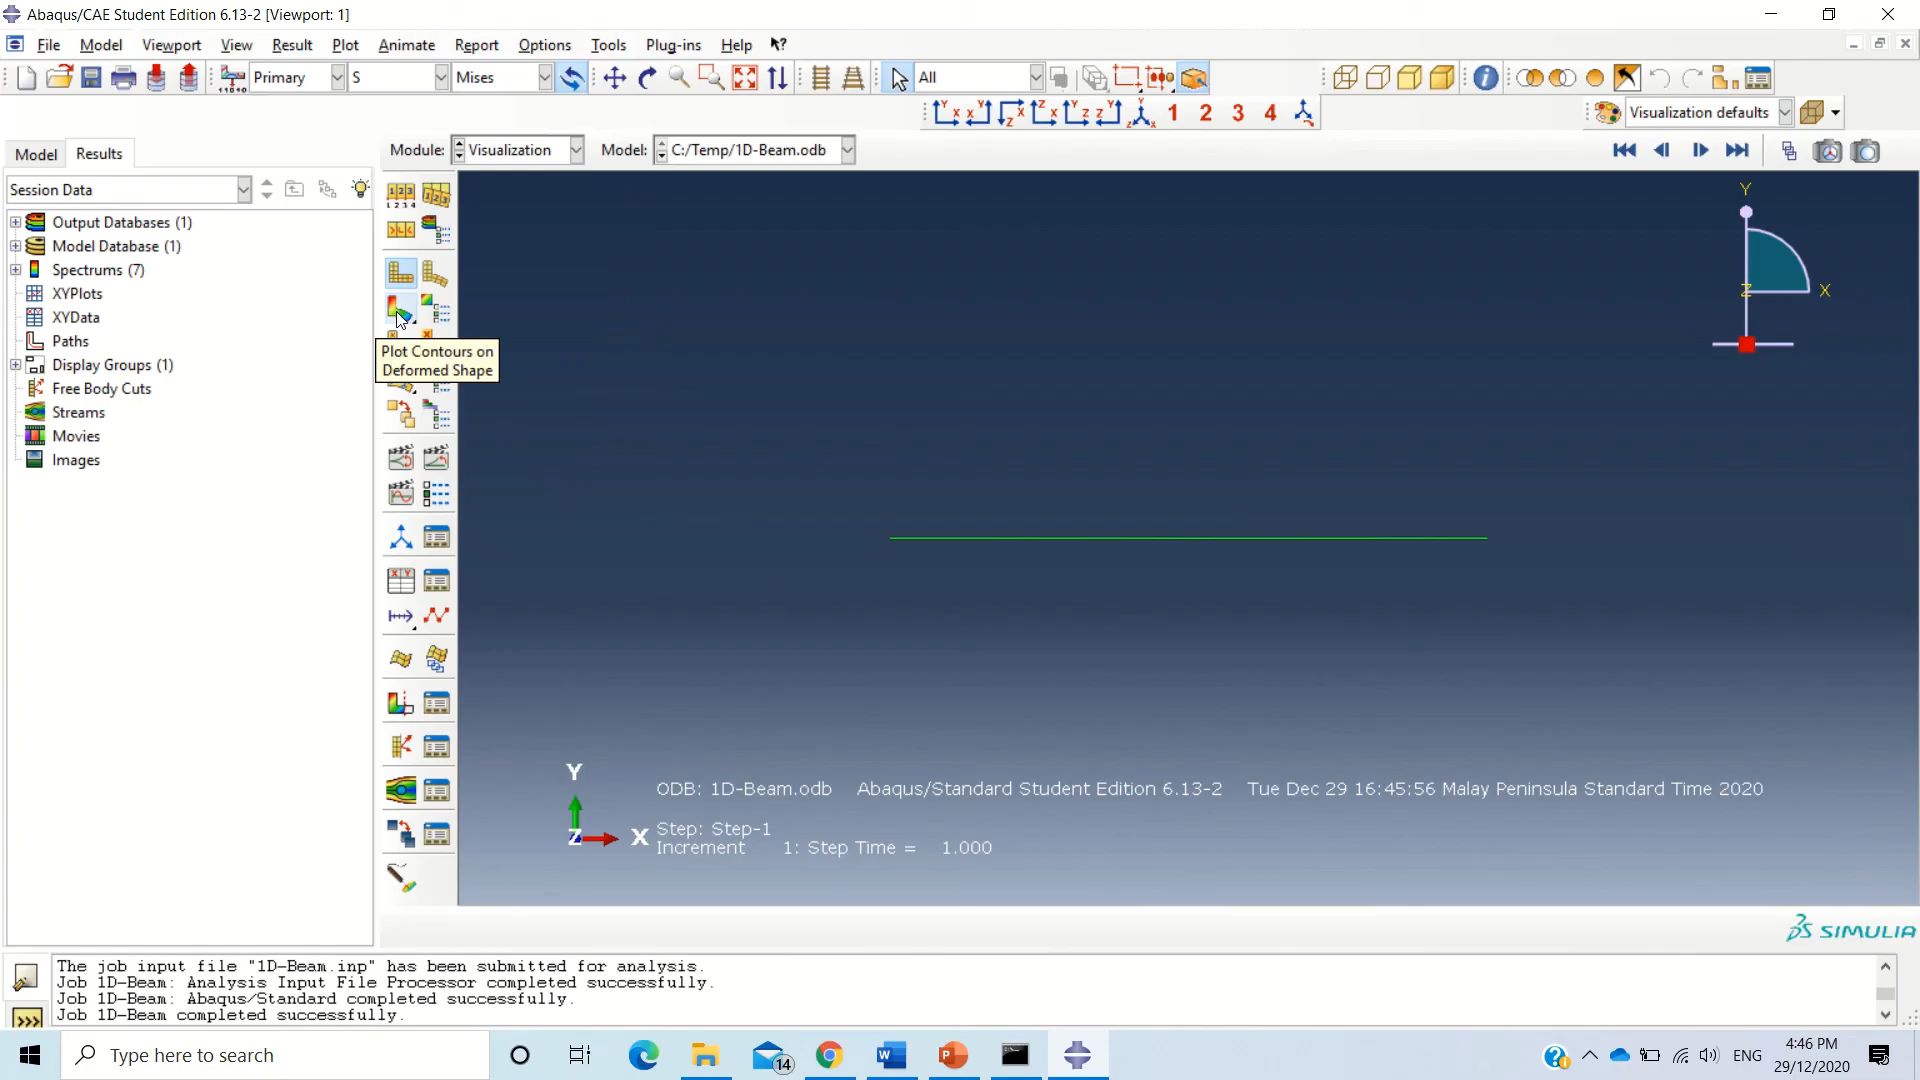 Abaqus/CAE Student Edition 6.13-2 [Viewport: 1]
File Model Viewport View Result Plot Animate Report Options Tools Plug-ins Help
Primary S Mises All
1 2 3 4 Visualization defaults
Model Results Module: Visualization Model: C:/Temp/1D-Beam.odb
Session Data
Output Databases (1)
Model Database (1)
Spectrums (7)
XYPlots
XYData
Paths
Display Groups (1)
Free Body Cuts
Streams
Movies
Images
Plot Contours on
Deformed Shape
Y
Z X
Y
Z X
ODB: 1D-Beam.odb Abaqus/Standard Student Edition 6.13-2 Tue Dec 29 16:45:56 Malay Peninsula Standard Time 2020
Step: Step-1
Increment 1: Step Time = 1.000
SIMULIA
The job input file "1D-Beam.inp" has been submitted for analysis.
Job 1D-Beam: Analysis Input File Processor completed successfully.
Job 1D-Beam: Abaqus/Standard completed successfully.
Job 1D-Beam completed successfully.
Type here to search
14
ENG
4:46 PM
29/12/2020